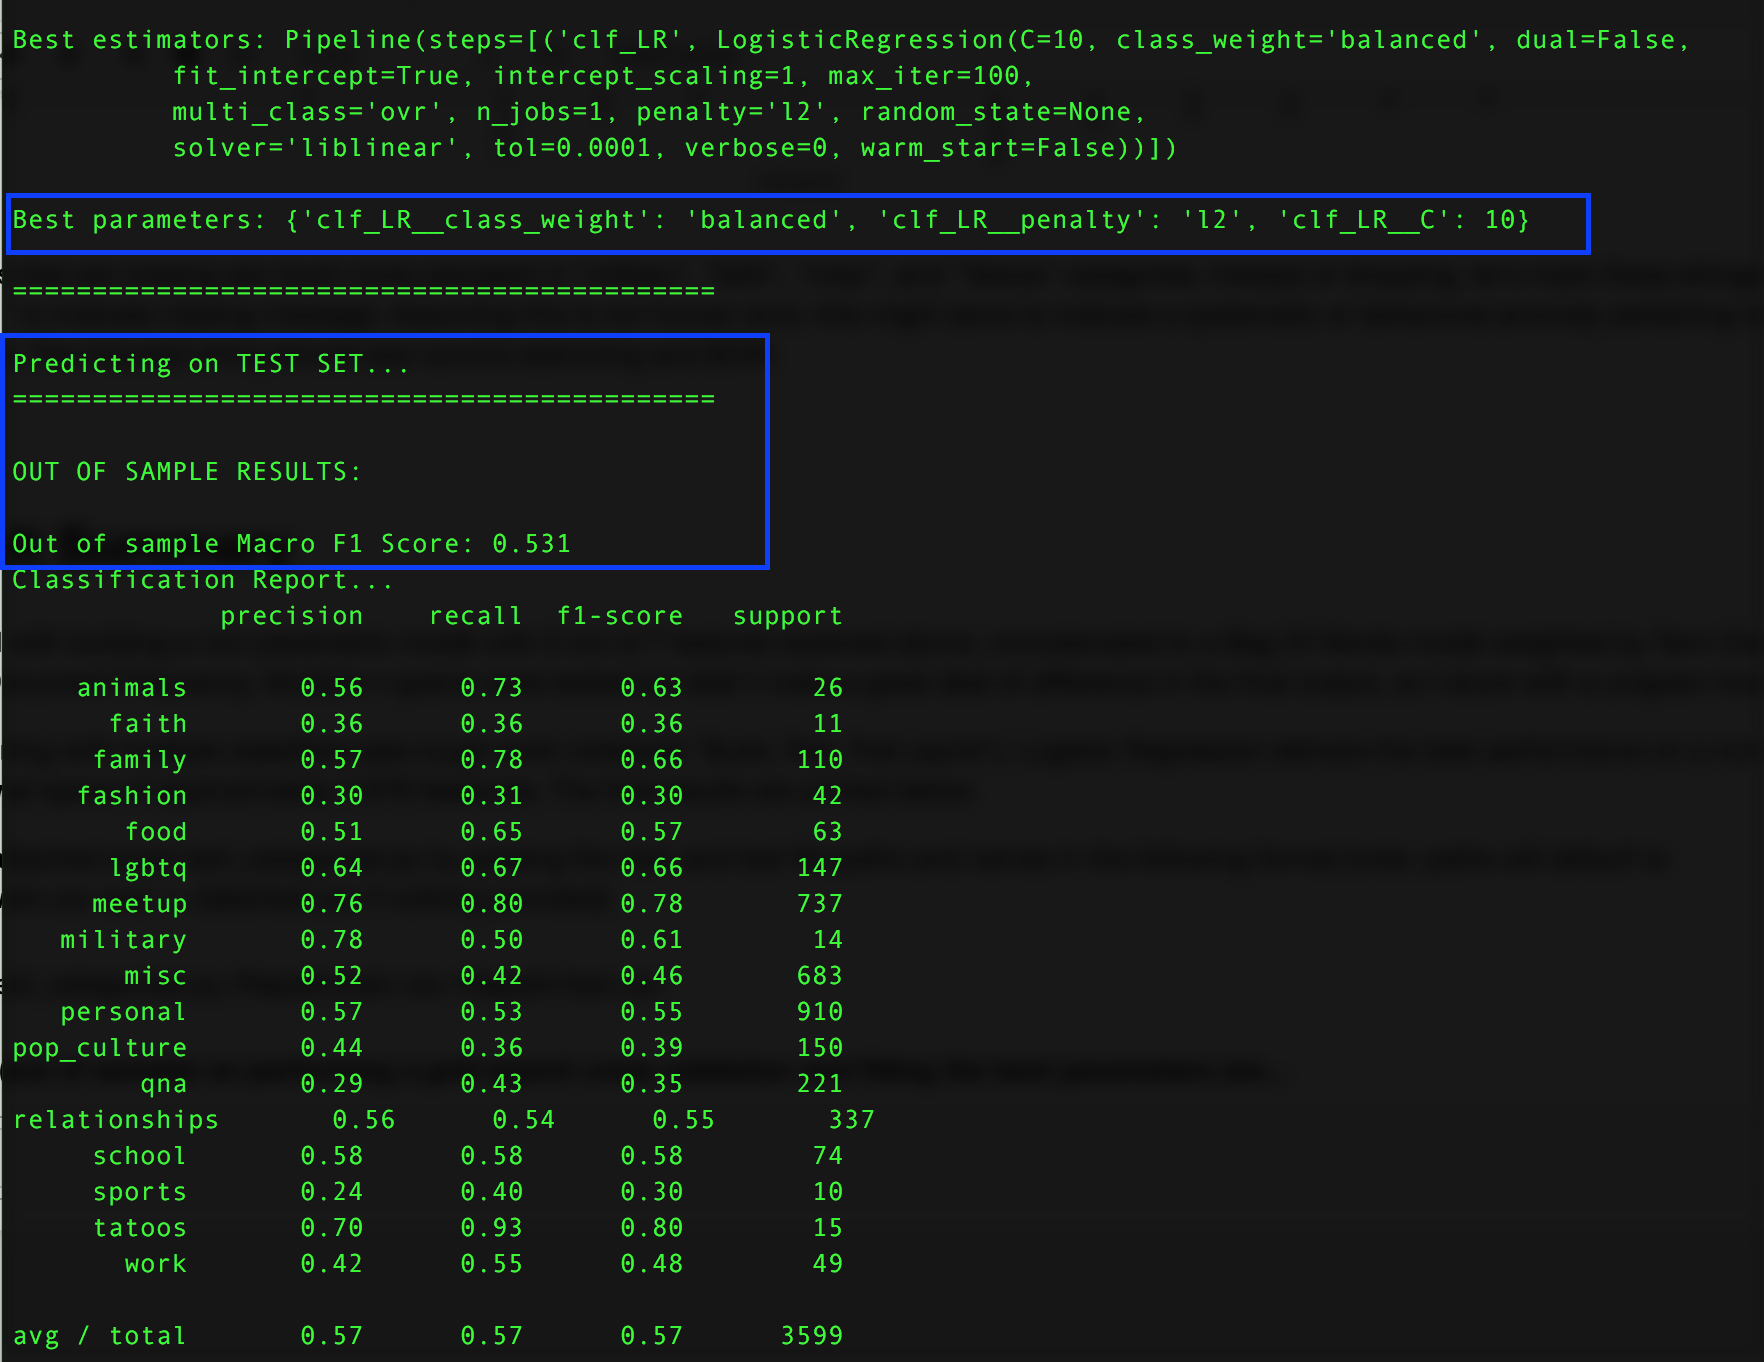 Best estimators: Pipeline(steps=[('clf_LR', LogisticRegression(C=10, class_weight='balanced', dual=False,
fit_intercept=True, intercept_scaling=1, max_iter=100,
multi_class='ovr', n_jobs=1, penalty='l2', random_state=None,
solver='liblinear', tol=0.0001, verbose=0, warm_start=False))])
Best parameters: {'clf_LR__class_weight': 'balanced', 'clf_LR__penalty': 'l2', 'clf_LR__C': 10}
============================================
Predicting on TEST SET...
============================================
OUT OF SAMPLE RESULTS:
Out of sample Macro F1 Score: 0.531
Classification Report...
precision recall f1-score support
animals 0.56 0.73 0.63 26
faith 0.36 0.36 0.36 11
family 0.57 0.78 0.66 110
fashion 0.30 0.31 0.30 42
food 0.51 0.65 0.57 63
lgbtq 0.64 0.67 0.66 147
meetup 0.76 0.80 0.78 737
military 0.78 0.50 0.61 14
misc 0.52 0.42 0.46 683
personal 0.57 0.53 0.55 910
pop_culture 0.44 0.36 0.39 150
qna 0.29 0.43 0.35 221
relationships 0.56 0.54 0.55 337
school 0.58 0.58 0.58 74
sports 0.24 0.40 0.30 10
tatoos 0.70 0.93 0.80 15
work 0.42 0.55 0.48 49
avg / total 0.57 0.57 0.57 3599